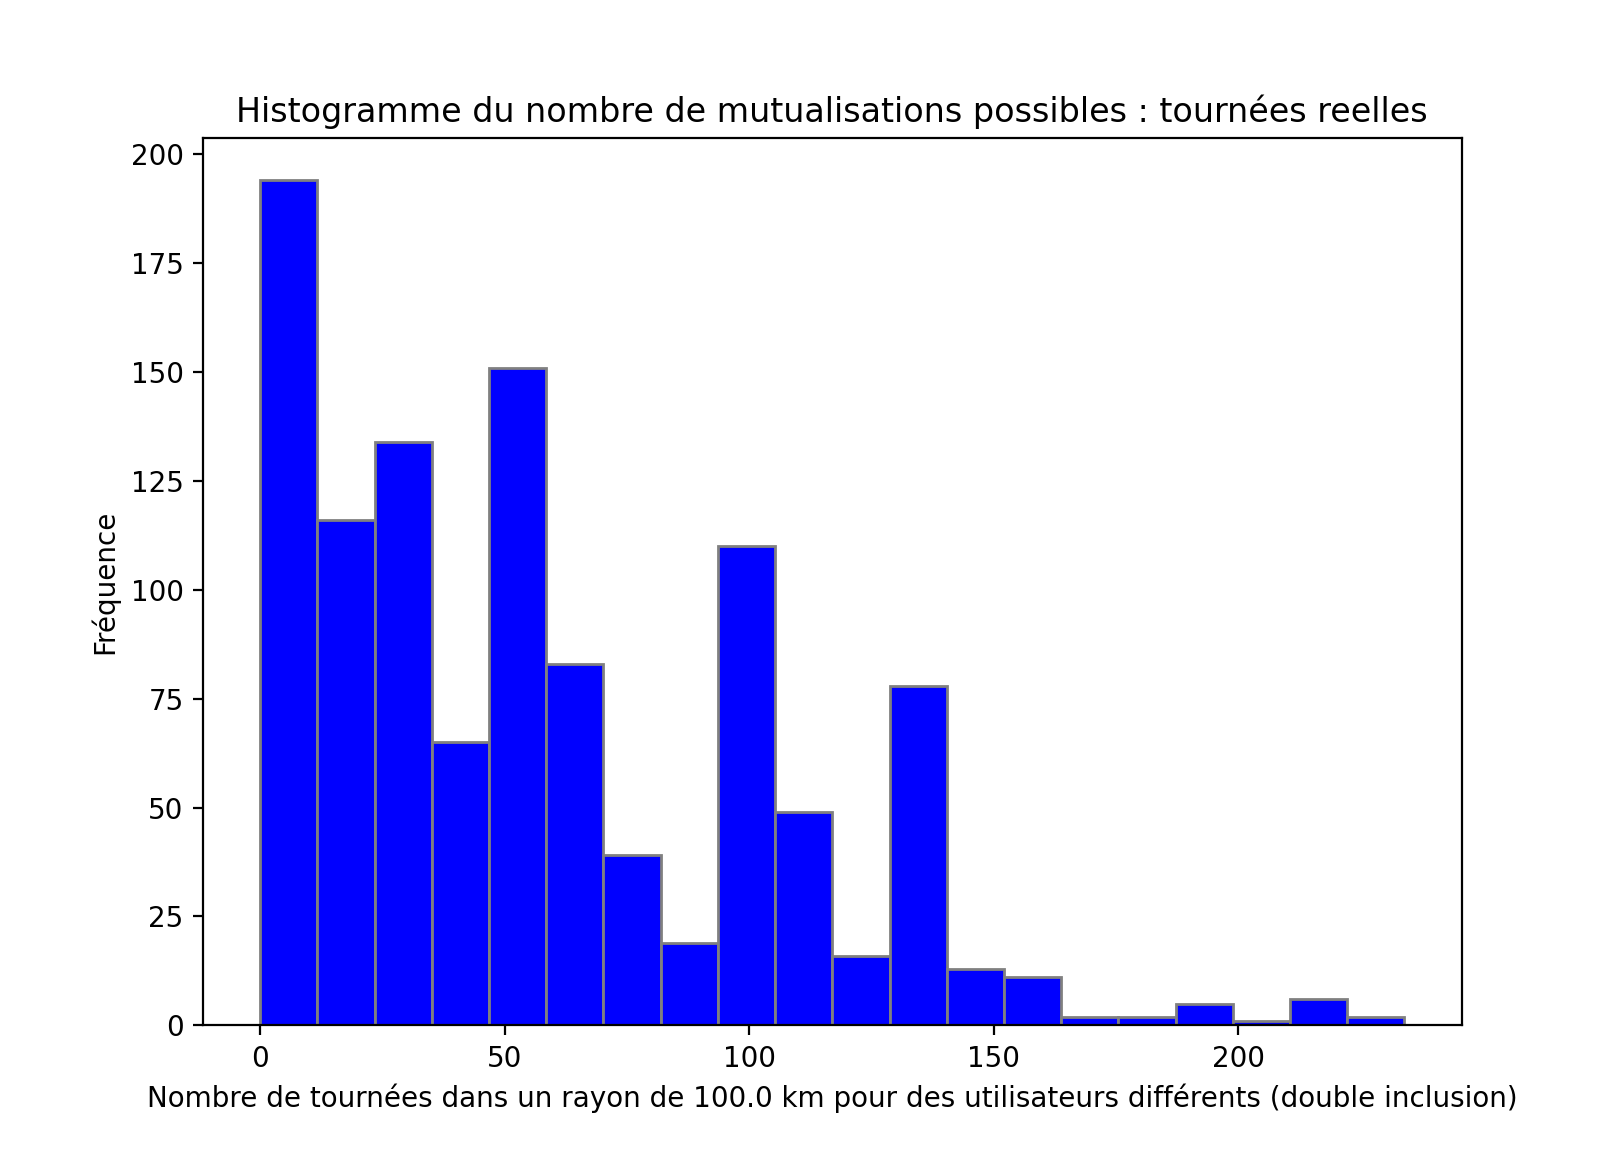 Histogramme du nombre de mutualisations possibles : tournées reelles
200
175
150
125
100
75
50
25
0
Fréquence
0 50 100 150 200
Nombre de tournées dans un rayon de 100.0 km pour des utilisateurs différents (double inclusion)